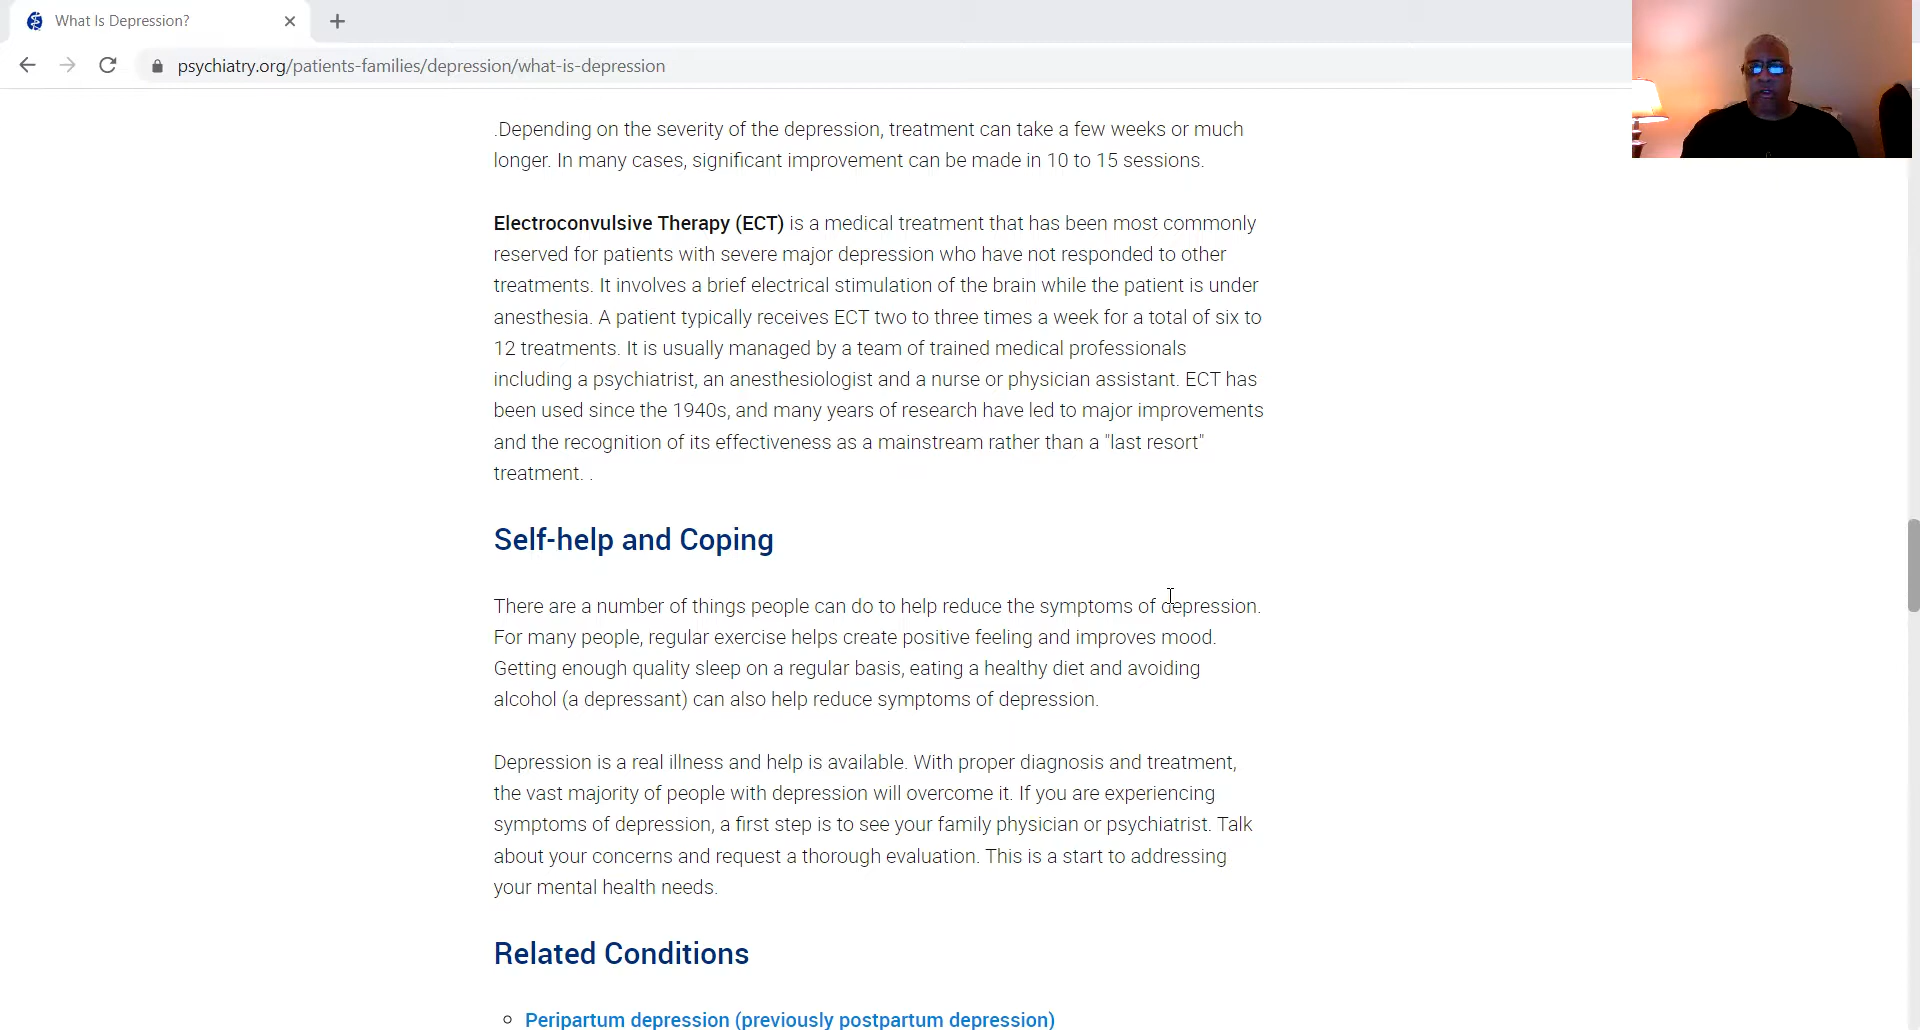 What Is Depression?
psychiatry.org/patients-families/depression/what-is-depression
.Depending on the severity of the depression, treatment can take a few weeks or much
longer. In many cases, significant improvement can be made in 10 to 15 sessions.
Electroconvulsive Therapy (ECT) is a medical treatment that has been most commonly
reserved for patients with severe major depression who have not responded to other
treatments. It involves a brief electrical stimulation of the brain while the patient is under
anesthesia. A patient typically receives ECT two to three times a week for a total of six to
12 treatments. It is usually managed by a team of trained medical professionals
including a psychiatrist, an anesthesiologist and a nurse or physician assistant. ECT has
been used since the 1940s, and many years of research have led to major improvements
and the recognition of its effectiveness as a mainstream rather than a "last resort"
treatment. .
Self-help and Coping
There are a number of things people can do to help reduce the symptoms of depression.
For many people, regular exercise helps create positive feeling and improves mood.
Getting enough quality sleep on a regular basis, eating a healthy diet and avoiding
alcohol (a depressant) can also help reduce symptoms of depression.
Depression is a real illness and help is available. With proper diagnosis and treatment,
the vast majority of people with depression will overcome it. If you are experiencing
symptoms of depression, a first step is to see your family physician or psychiatrist. Talk
about your concerns and request a thorough evaluation. This is a start to addressing
your mental health needs.
Related Conditions
Peripartum depression (previously postpartum depression)